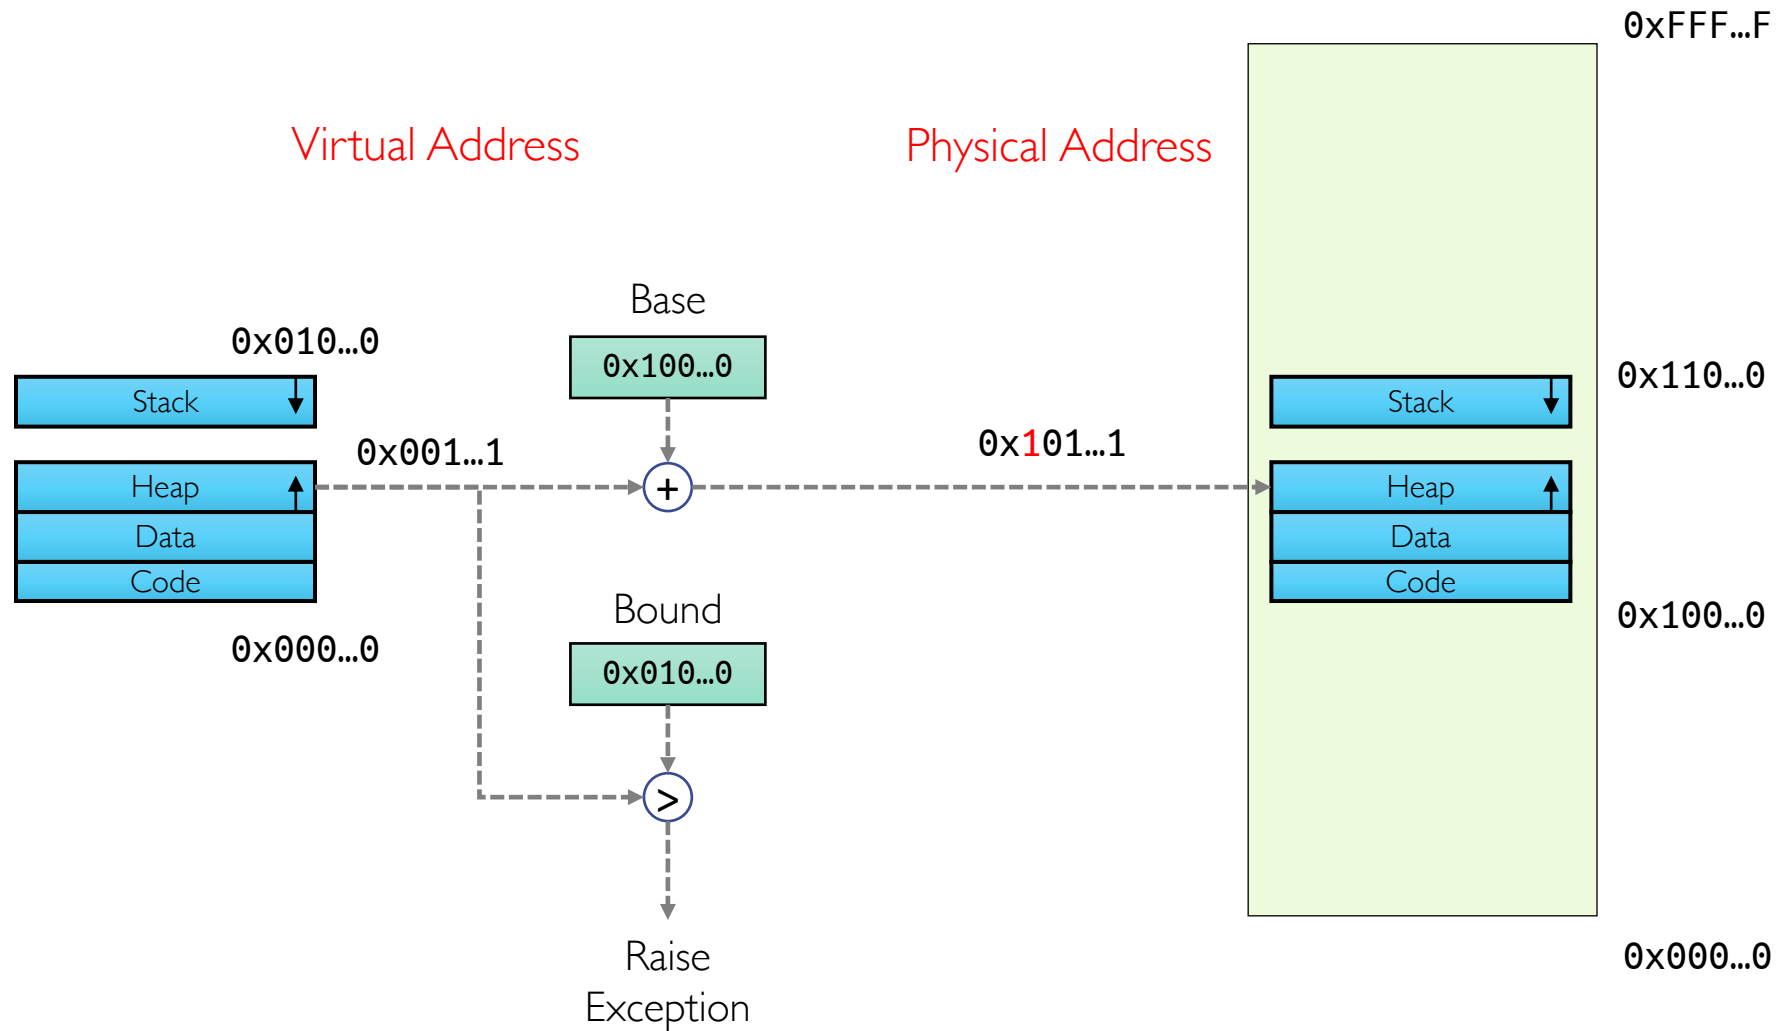 0xFFF…F
Virtual Address
Physical Address
Base
0x010…0
0x100…0
0x110…0
Stack
Stack
0x001…1
0x101…1
Heap
+
Heap
Data
Data
Code
Code
Bound
0x100…0
0x000…0
0x010…0
>
Raise
Exception
0x000…0